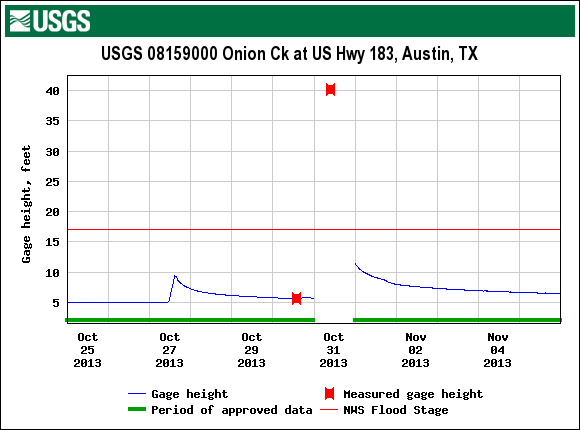 USGS
USGS 08159000 Onion Ck at US Hwy 183, Austin, TX
Gage height, feet
40
35
30
25
20
15
10
5
Oct 25 2013
Oct 27 2013
Oct 29 2013
Oct 31 2013
Nov 02 2013
Nov 04 2013
Gage height
Measured gage height
Period of approved data
NWS Flood Stage